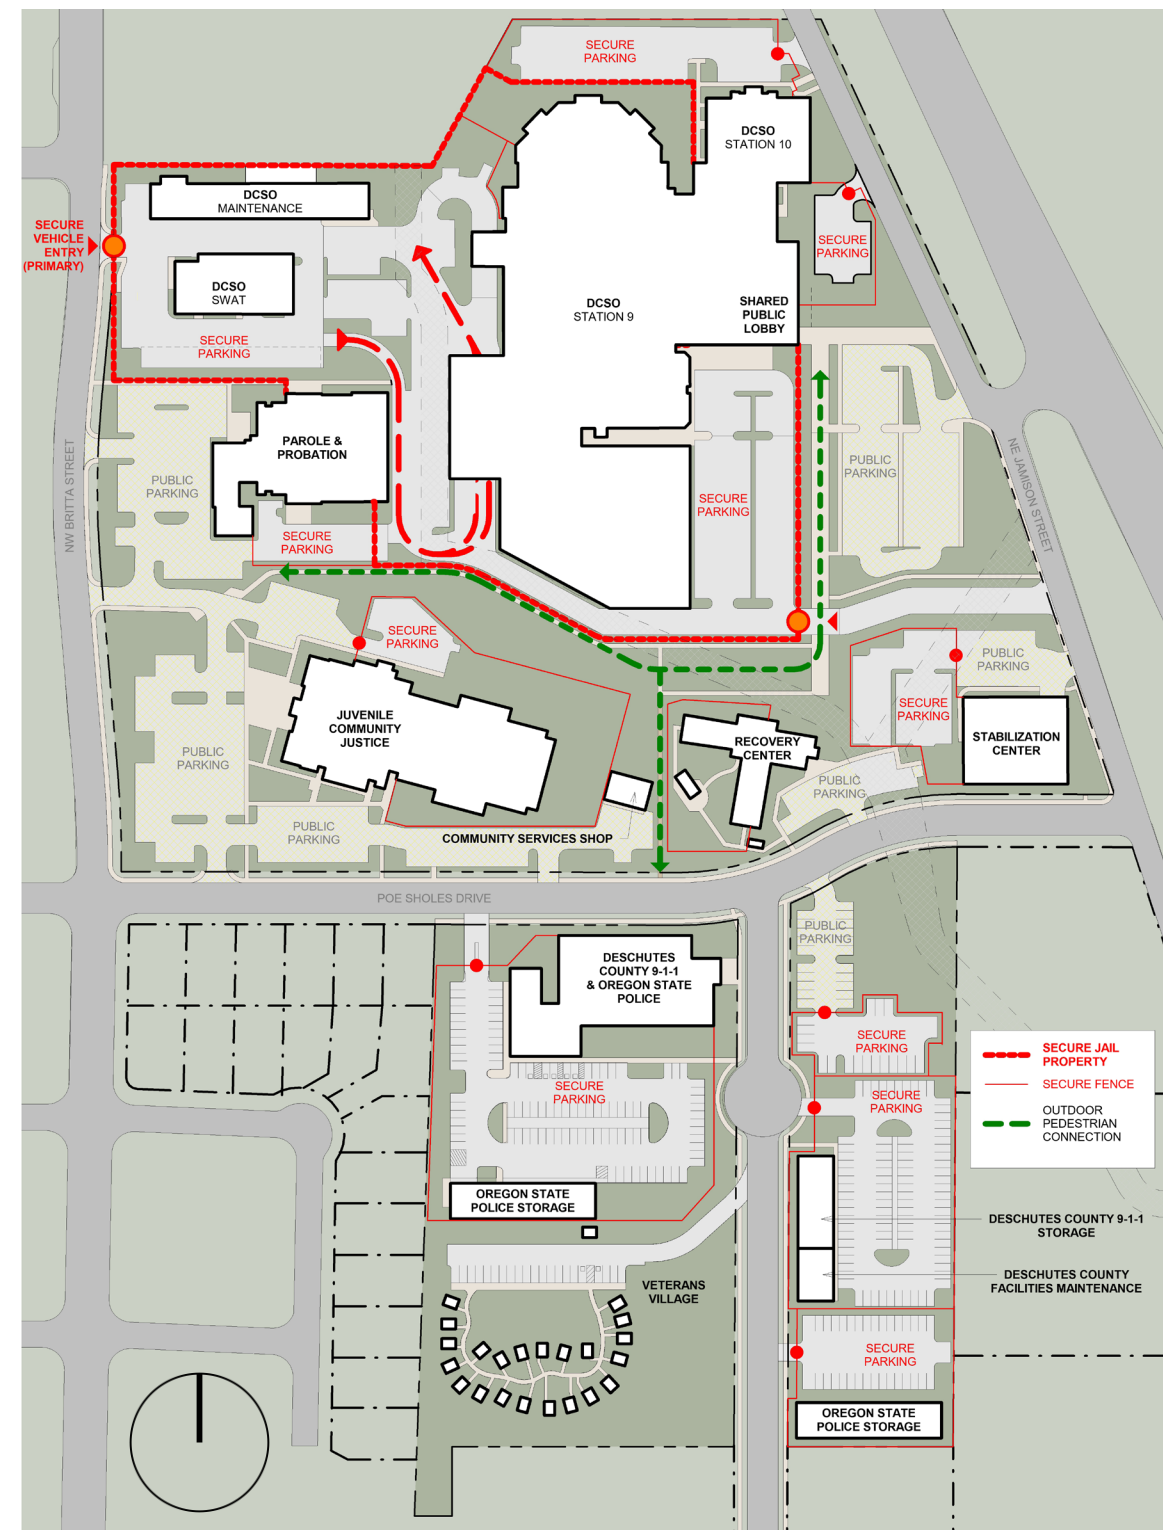 SECURE
PARKING
DCSO
STATION 10
DCSO
MAINTENANCE
SECURE
VEHICLE
ENTRY
(PRIMARY)
SECURE
PARKING
DCSO
SWAT
DCSO
STATION 9
SHARED
PUBLIC
LOBBY
SECURE
PARKING
PAROLE &
PROBATION
NW BRITTA STREET
PUBLIC
PARKING
SECURE
PARKING
PUBLIC
PARKING
NE JAMISON STREET
SECURE
PARKING
SECURE
PARKING
PUBLIC
PARKING
SECURE
PARKING
JUVENILE
COMMUNITY
JUSTICE
RECOVERY
CENTER
STABILIZATION
CENTER
PUBLIC
PARKING
PUBLIC
PARKING
PUBLIC
PARKING
COMMUNITY SERVICES SHOP
POE SHOLES DRIVE
PUBLIC
PARKING
DESCHUTES
COUNTY 9-1-1
& OREGON STATE
POLICE
SECURE
PARKING
SECURE
PARKING
SECURE
PARKING
SECURE JAIL
PROPERTY
SECURE FENCE
OUTDOOR
PEDESTRIAN
CONNECTION
OREGON STATE
POLICE STORAGE
DESCHUTES COUNTY 9-1-1
STORAGE
DESCHUTES COUNTY
FACILITIES MAINTENANCE
VETERANS
VILLAGE
SECURE
PARKING
OREGON STATE
POLICE STORAGE